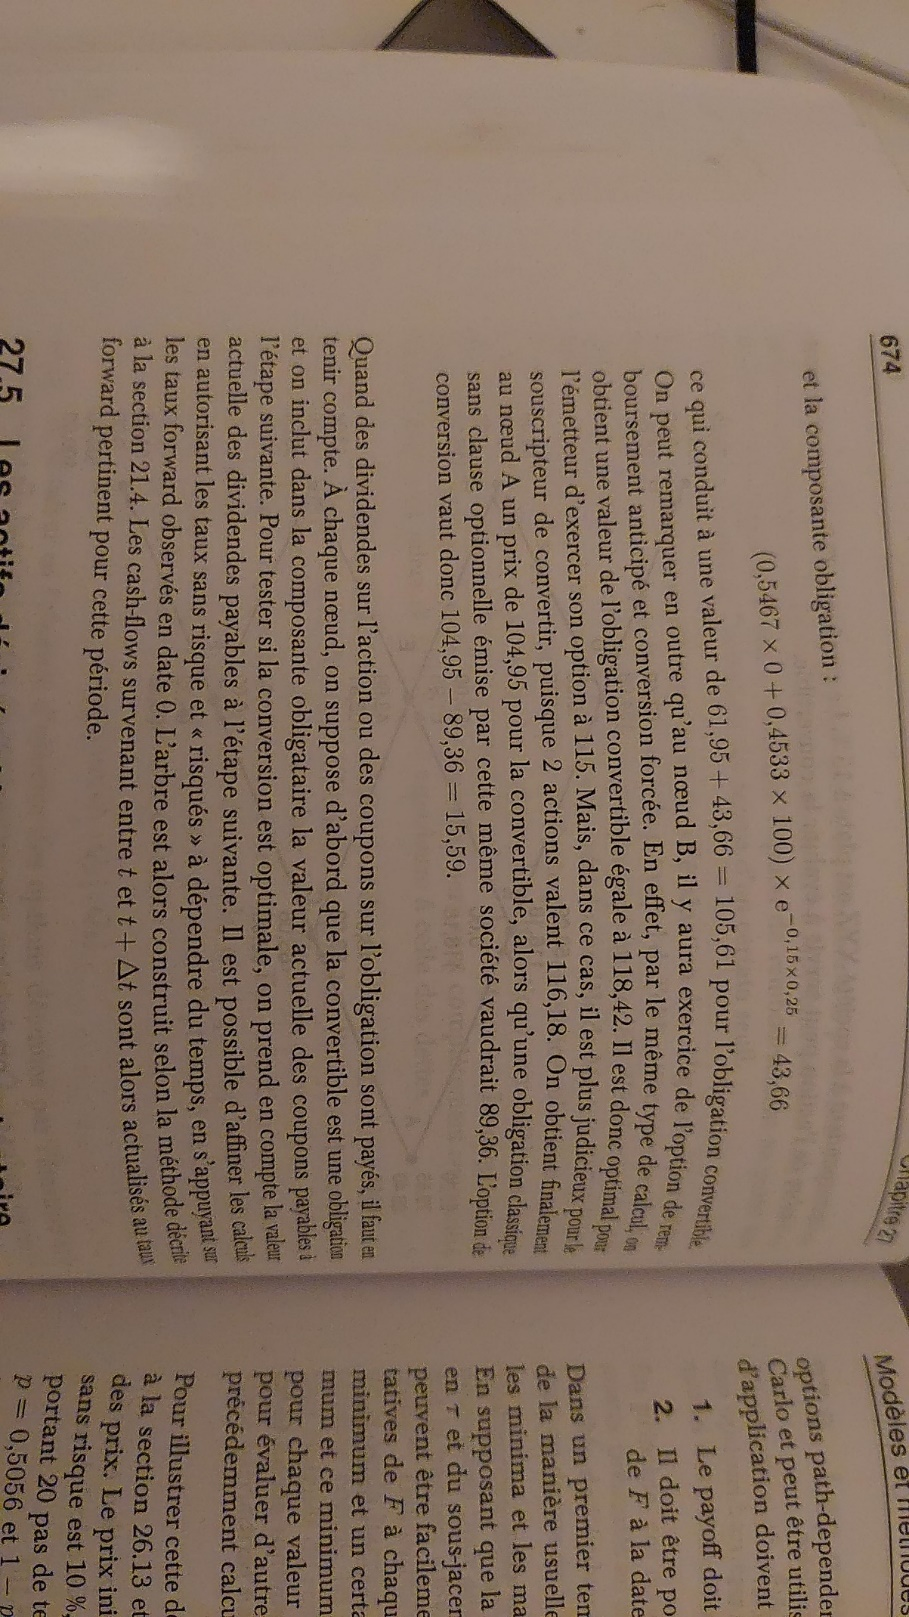 674
Chapitre 27
et la composante obligation :
(0,5467 × 0 + 0,4533 × 100) × e^{−0,15×0,25} = 43,66
ce qui conduit à une valeur de 61,95 + 43,66 = 105,61 pour l'obligation convertible.
On peut remarquer en outre qu'au nœud B, il y aura exercice de l'option de rem-
boursement anticipé et conversion forcée. En effet, par le même type de calcul, on
obtient une valeur de l'obligation convertible égale à 118,42. Il est donc optimal pour
l'émetteur d'exercer son option à 115. Mais, dans ce cas, il est plus judicieux pour le
souscripteur de convertir, puisque 2 actions valent 116,18. On obtient finalement
au nœud A un prix de 104,95 pour la convertible, alors qu'une obligation classique
sans clause optionnelle émise par cette même société vaudrait 89,36. L'option de
conversion vaut donc 104,95 − 89,36 = 15,59.
Quand des dividendes sur l'action ou des coupons sur l'obligation sont payés, il faut en
tenir compte. À chaque nœud, on suppose d'abord que la convertible est une obligation
et on inclut dans la composante obligataire la valeur actuelle des coupons payables à
l'étape suivante. Pour tester si la conversion est optimale, on prend en compte la valeur
actuelle des dividendes payables à l'étape suivante. Il est possible d'affiner les calculs
en autorisant les taux sans risque et « risqués » à dépendre du temps, en s'appuyant sur
les taux forward observés en date 0. L'arbre est alors construit selon la méthode décrite
à la section 21.4. Les cash-flows survenant entre t et t + Δt sont alors actualisés au taux
forward pertinent pour cette période.
27.5 Les
Modèles et
options path-depender
Carlo et peut être utili
d'application doivent
1. Le payoff doit
2. Il doit être po
de F à la date
Dans un premier ten
de la manière usuelle
les minima et les ma
En supposant que la
en τ et du sous-jacen
peuvent être facileme
tatives de F à chaqu
minimum et un certa
mum et ce minimum
pour chaque valeur
pour évaluer d'autre
précédemment calcu
Pour illustrer cette d
à la section 26.13 et
des prix. Le prix ini
sans risque est 10 %,
portant 20 pas de te
p = 0,5056 et 1 − p